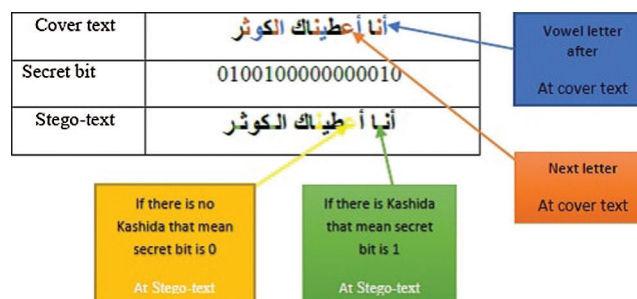 Cover text
أنا أعطيناك الكوثر
Secret bit
0100100000000010
Stego-text
أنـا أعطيناك الـكوثـر
Vowel letter
after
At cover text
Next letter
At cover text
If there is no
Kashida that mean
secret bit is 0
At Stego-text
If there is Kashida
that mean secret
bit is 1
At Stego-text